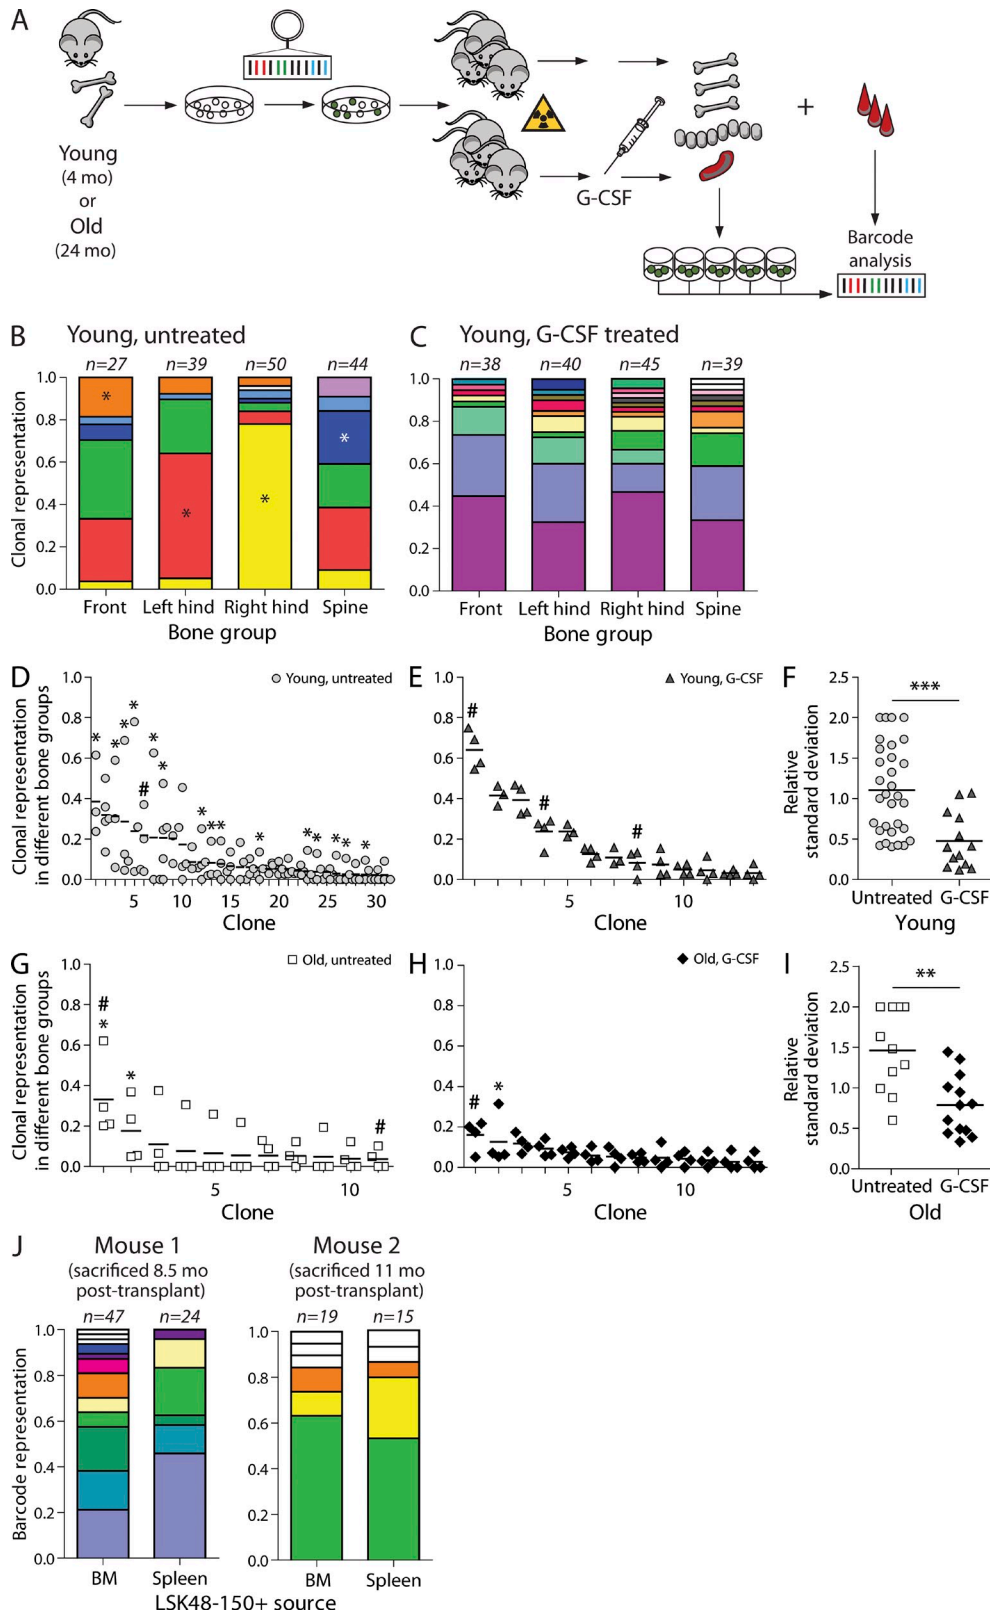 A
Young
(4 mo)
or
Old
(24 mo)
G-CSF
+
Barcode
analysis
B Young, untreated
n=27 n=39 n=50 n=44
Clonal representation
1.0
0.8
0.6
0.4
0.2
0.0
* * * *
Front Left hind Right hind Spine
Bone group
C Young, G-CSF treated
n=38 n=40 n=45 n=39
1.0
0.8
0.6
0.4
0.2
0.0
Front Left hind Right hind Spine
Bone group
D
Young, untreated
Clonal representation
in different bone groups
1.0
0.8
0.6
0.4
0.2
0.0
* * * * # * * * ** * ** ** *
5 10 15 20 25 30
Clone
E
Young, G-CSF
1.0
0.8
0.6
0.4
0.2
0.0
# # #
5 10
Clone
F
Relative
standard deviation
2.5
2.0
1.5
1.0
0.5
0.0
***
Untreated G-CSF
Young
G
Old, untreated
Clonal representation
in different bone groups
1.0
0.8
0.6
0.4
0.2
0.0
#
* * #
5 10
Clone
H
Old, G-CSF
1.0
0.8
0.6
0.4
0.2
0.0
# *
5 10
Clone
I
Relative
standard deviation
2.5
2.0
1.5
1.0
0.5
0.0
**
Untreated G-CSF
Old
J
Mouse 1
(sacrificed 8.5 mo
post-transplant)
n=47 n=24
Barcode representation
1.0
0.8
0.6
0.4
0.2
0.0
BM Spleen
Mouse 2
(sacrificed 11 mo
post-transplant)
n=19 n=15
1.0
0.8
0.6
0.4
0.2
0.0
BM Spleen
LSK48-150+ source